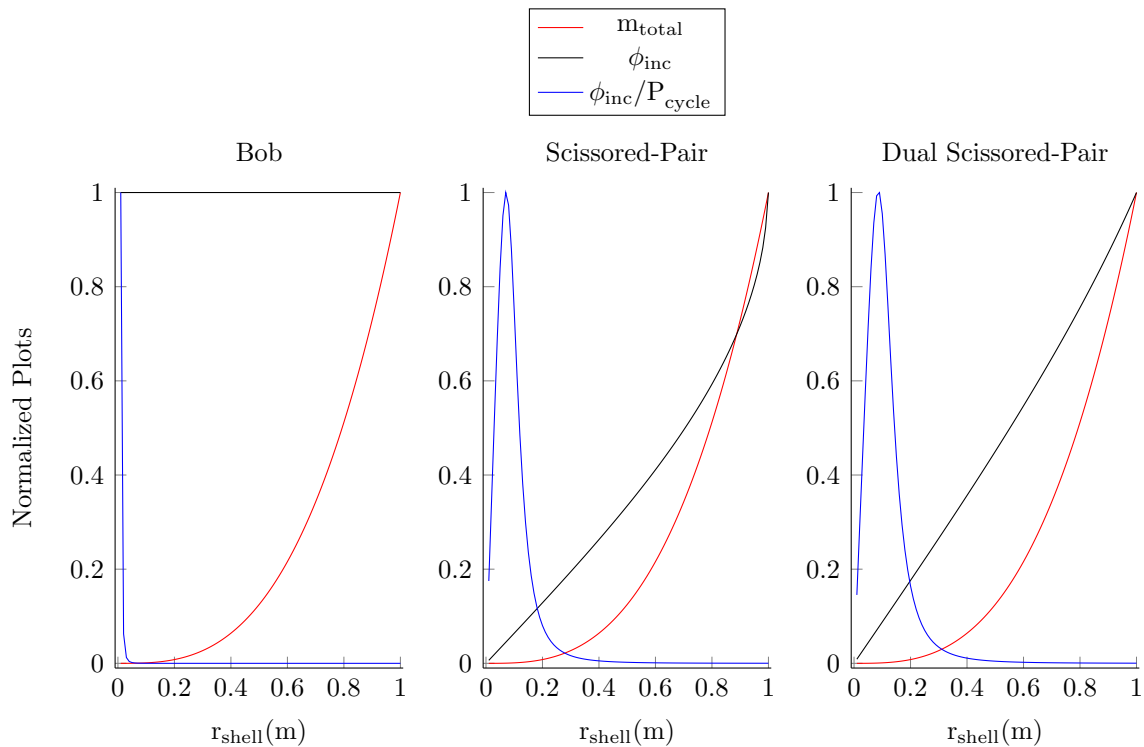 m_total
ϕ_inc
ϕ_inc/P_cycle
Bob
Scissored-Pair
Dual Scissored-Pair
Normalized Plots
1
0.8
0.6
0.4
0.2
0
0 0.2 0.4 0.6 0.8 1
r_shell(m)
1
0.8
0.6
0.4
0.2
0
0 0.2 0.4 0.6 0.8 1
r_shell(m)
1
0.8
0.6
0.4
0.2
0
0 0.2 0.4 0.6 0.8 1
r_shell(m)